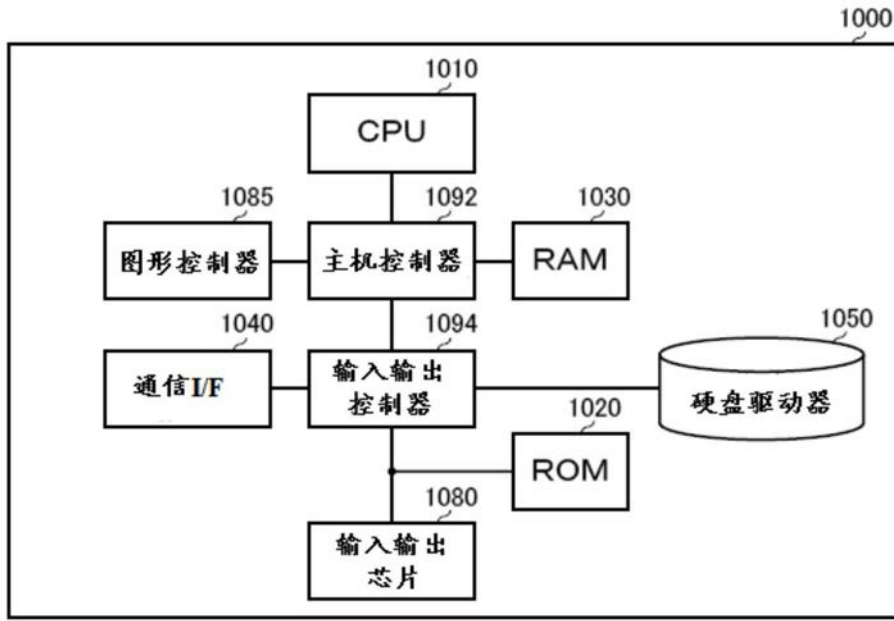 1000
1010
CPU
1085
1092
1030
图形控制器
主机控制器
RAM
1040
1094
1050
通信I/F
输入输出
控制器
硬盘驱动器
1020
ROM
1080
输入输出
芯片